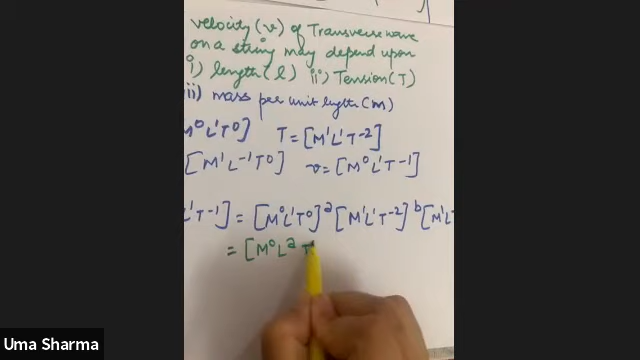 velocity (v) of Transverse wave
on a string may depend upon
i) length (l) ii) Tension (T)
iii) mass per unit legth (m)
M⁰L¹T⁰] T = [M¹L¹T⁻²]
[M¹L⁻¹T⁰] v = [M⁰L¹T⁻¹]
L¹T⁻¹] = [M⁰L¹T⁰]ᵃ [M¹L¹T⁻²]ᵇ [M¹L
= [M⁰Lᵃ T
Uma Sharma